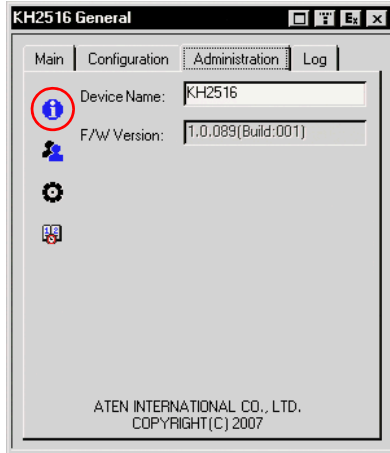 KH2516 General
Main Configuration Administration Log
Device Name: KH2516
F/W Version: 1.0.089(Build:001)
ATEN INTERNATIONAL CO., LTD.
COPYRIGHT(C) 2007